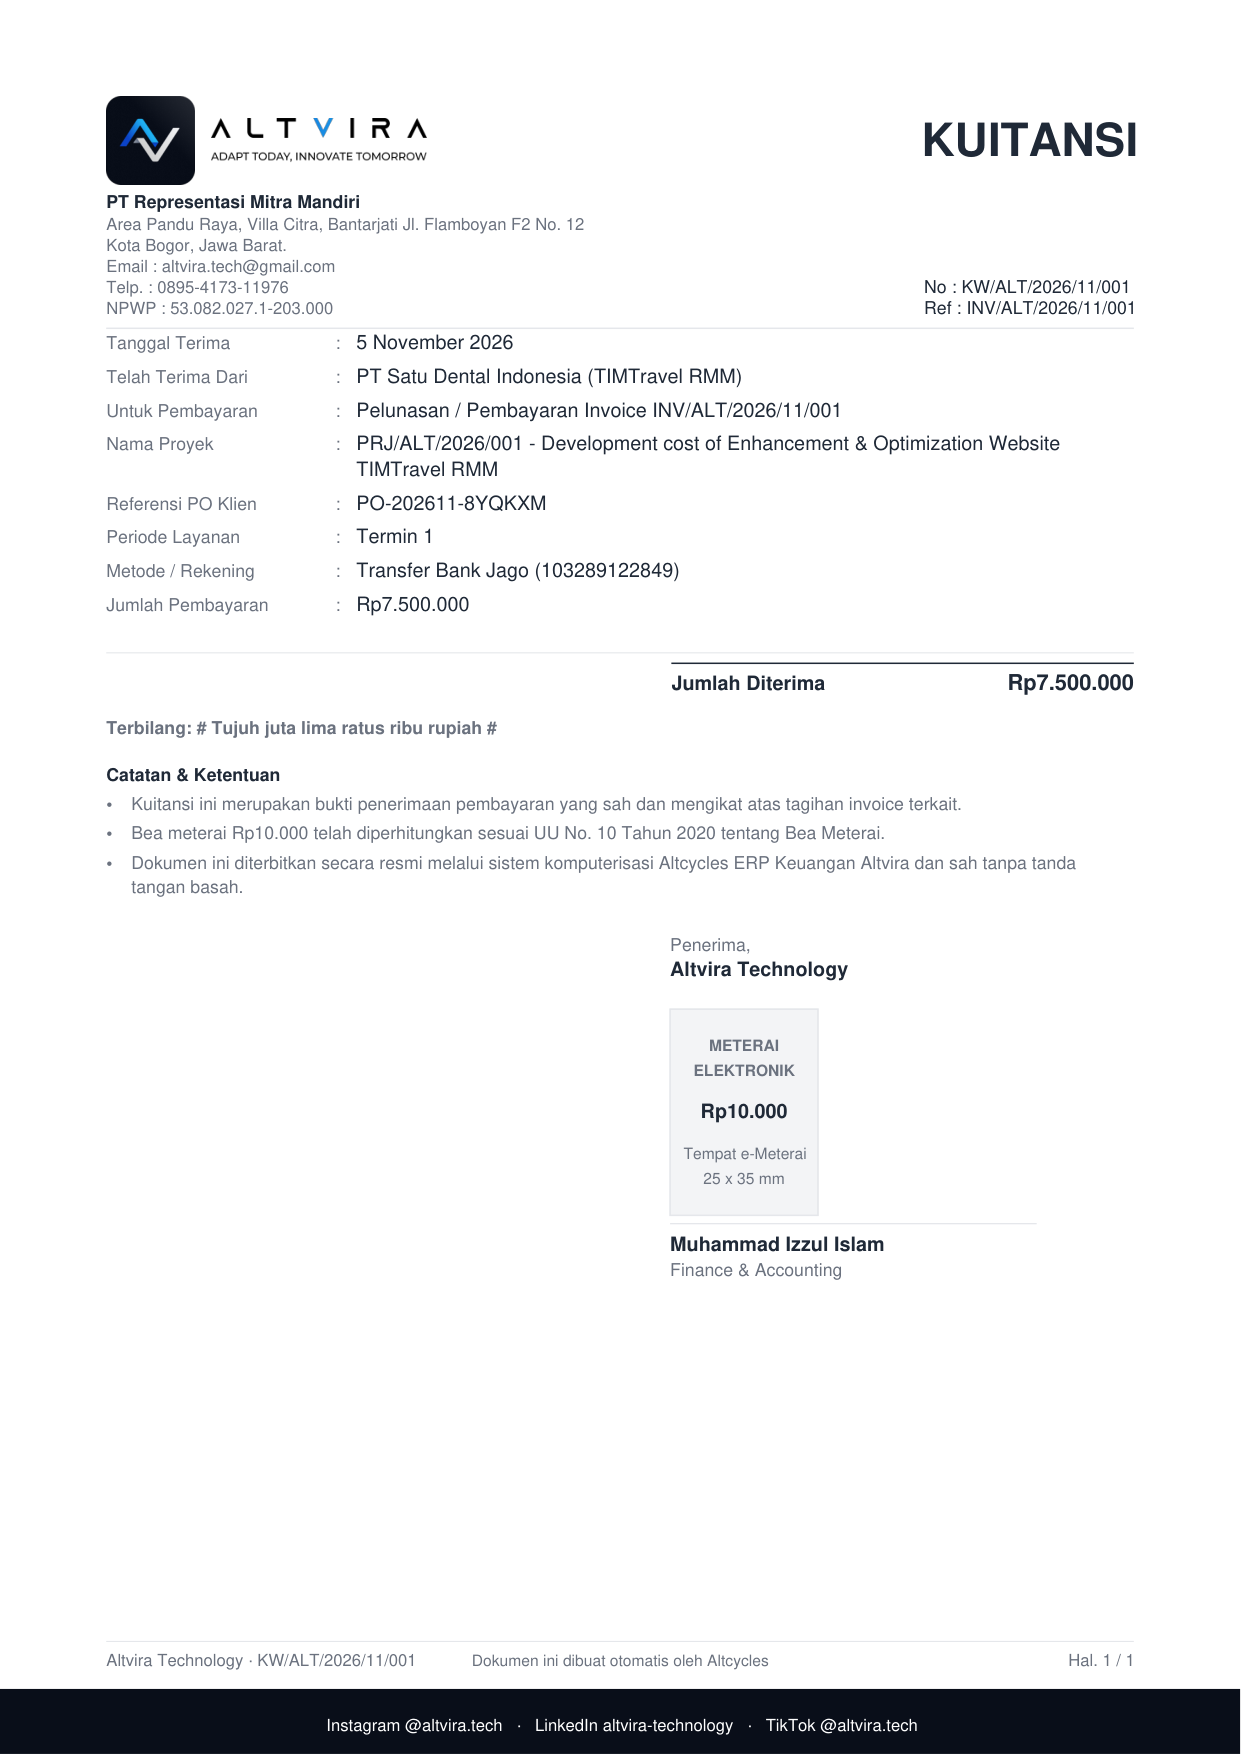 ALTVIRA
ADAPT TODAY, INNOVATE TOMORROW
KUITANSI
PT Representasi Mitra Mandiri
Area Pandu Raya, Villa Citra, Bantarjati Jl. Flamboyan F2 No. 12
Kota Bogor, Jawa Barat.
Email : altvira.tech@gmail.com
Telp. : 0895-4173-11976
NPWP : 53.082.027.1-203.000
No : KW/ALT/2026/11/001
Ref : INV/ALT/2026/11/001
Tanggal Terima : 5 November 2026
Telah Terima Dari : PT Satu Dental Indonesia (TIMTravel RMM)
Untuk Pembayaran : Pelunasan / Pembayaran Invoice INV/ALT/2026/11/001
Nama Proyek : PRJ/ALT/2026/001 - Development cost of Enhancement & Optimization Website
TIMTravel RMM
Referensi PO Klien : PO-202611-8YQKXM
Periode Layanan : Termin 1
Metode / Rekening : Transfer Bank Jago (103289122849)
Jumlah Pembayaran : Rp7.500.000
Jumlah Diterima Rp7.500.000
Terbilang: # Tujuh juta lima ratus ribu rupiah #
Catatan & Ketentuan
• Kuitansi ini merupakan bukti penerimaan pembayaran yang sah dan mengikat atas tagihan invoice terkait.
• Bea meterai Rp10.000 telah diperhitungkan sesuai UU No. 10 Tahun 2020 tentang Bea Meterai.
• Dokumen ini diterbitkan secara resmi melalui sistem komputerisasi Altcycles ERP Keuangan Altvira dan sah tanpa tanda
tangan basah.
Penerima,
Altvira Technology
METERAI
ELEKTRONIK
Rp10.000
Tempat e-Meterai
25 x 35 mm
Muhammad Izzul Islam
Finance & Accounting
Altvira Technology · KW/ALT/2026/11/001 Dokumen ini dibuat otomatis oleh Altcycles Hal. 1 / 1
Instagram @altvira.tech · LinkedIn altvira-technology · TikTok @altvira.tech